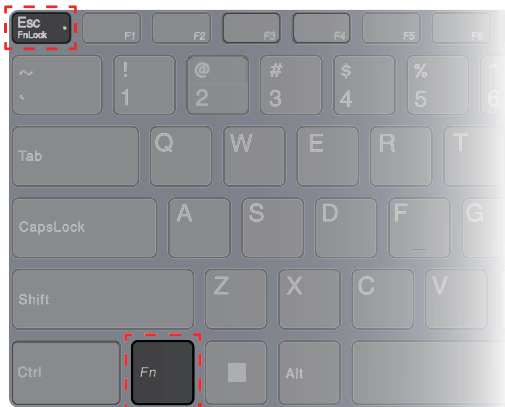 Esc
FnLock
F1
F2
F3
F4
F5
F6
~
`
!
1
@
2
#
3
$
4
%
5
^
6
Tab
Q
W
E
R
T
CapsLock
A
S
D
F
G
Shift
Z
X
C
V
Ctrl
Fn
Alt